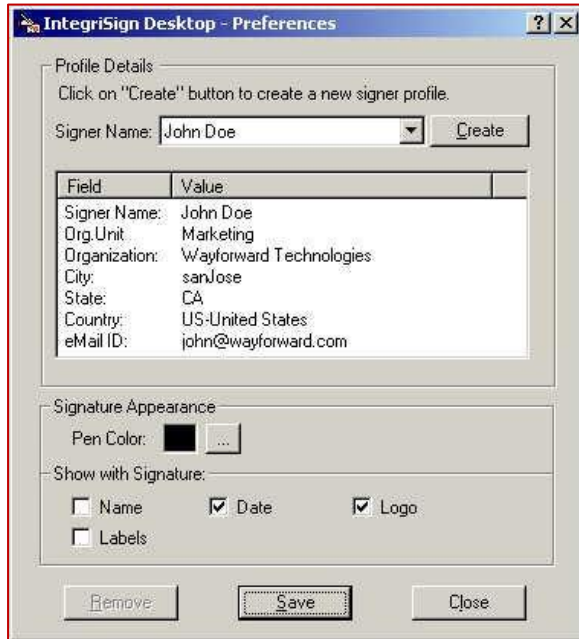 IntegriSign Desktop - Preferences
Profile Details
Click on "Create" button to create a new signer profile.
Signer Name: John Doe Create
Field Value
Signer Name: John Doe
Org.Unit Marketing
Organization: Wayforward Technologies
City: sanJose
State: CA
Country: US-United States
eMail ID: john@wayforward.com
Signature Appearance
Pen Color: ...
Show with Signature:
Name Date Logo
Labels
Remove Save Close